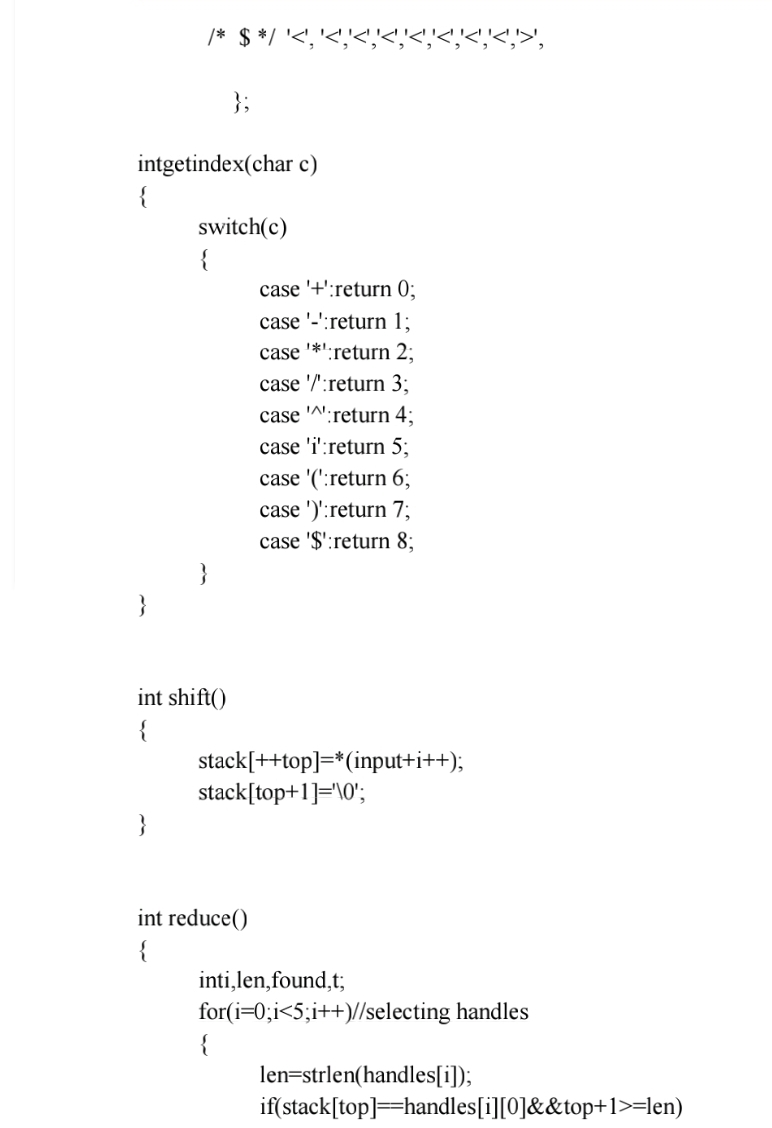 /* $ */ '<', '<','<','<','<','<','<','<','>',
};
intgetindex(char c)
{
switch(c)
{
case '+':return 0;
case '-':return 1;
case '*':return 2;
case '/':return 3;
case '^':return 4;
case 'i':return 5;
case '(':return 6;
case ')':return 7;
case '$':return 8;
}
}
int shift()
{
stack[++top]=*(input+i++);
stack[top+1]='\0';
}
int reduce()
{
inti,len,found,t;
for(i=0;i<5;i++)//selecting handles
{
len=strlen(handles[i]);
if(stack[top]==handles[i][0]&&top+1>=len)